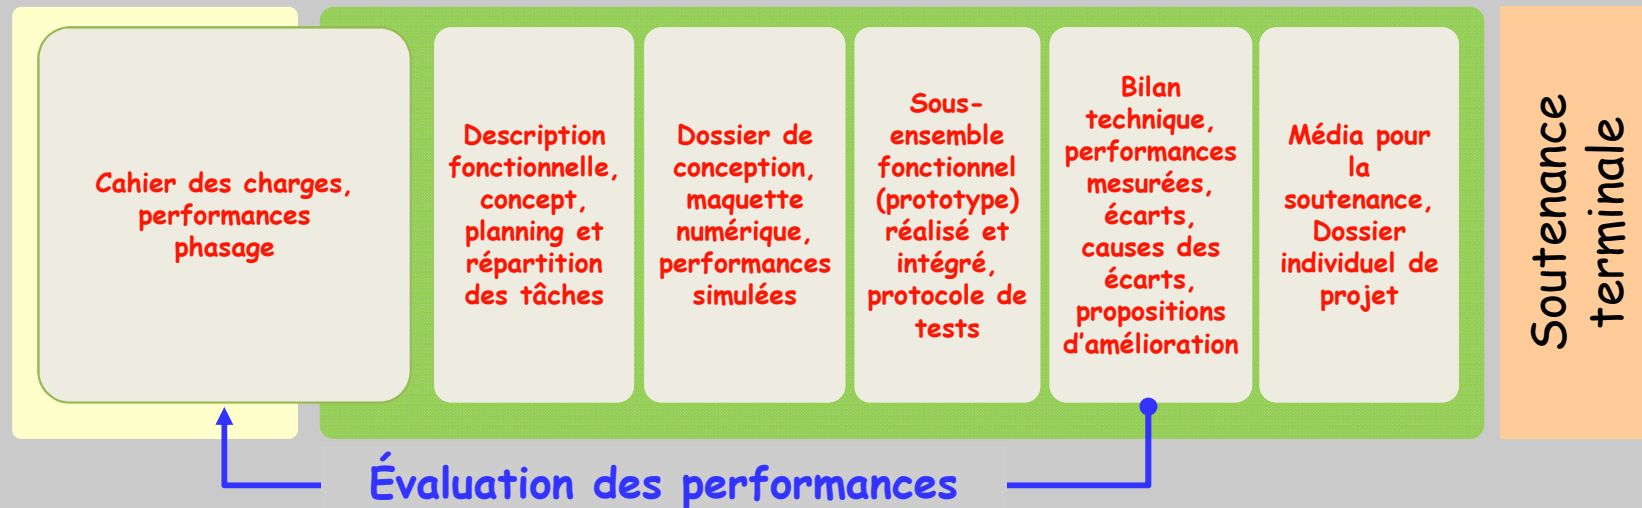 Cahier des charges,
performances
phasage
Description
fonctionnelle,
concept,
planning et
répartition
des tâches
Dossier de
conception,
maquette
numérique,
performances
simulées
Sous-
ensemble
fonctionnel
(prototype)
réalisé et
intégré,
protocole de
tests
Bilan
technique,
performances
mesurées,
écarts,
causes des
écarts,
propositions
d'amélioration
Média pour
la
soutenance,
Dossier
individuel de
projet
Soutenance
terminale
Évaluation des performances